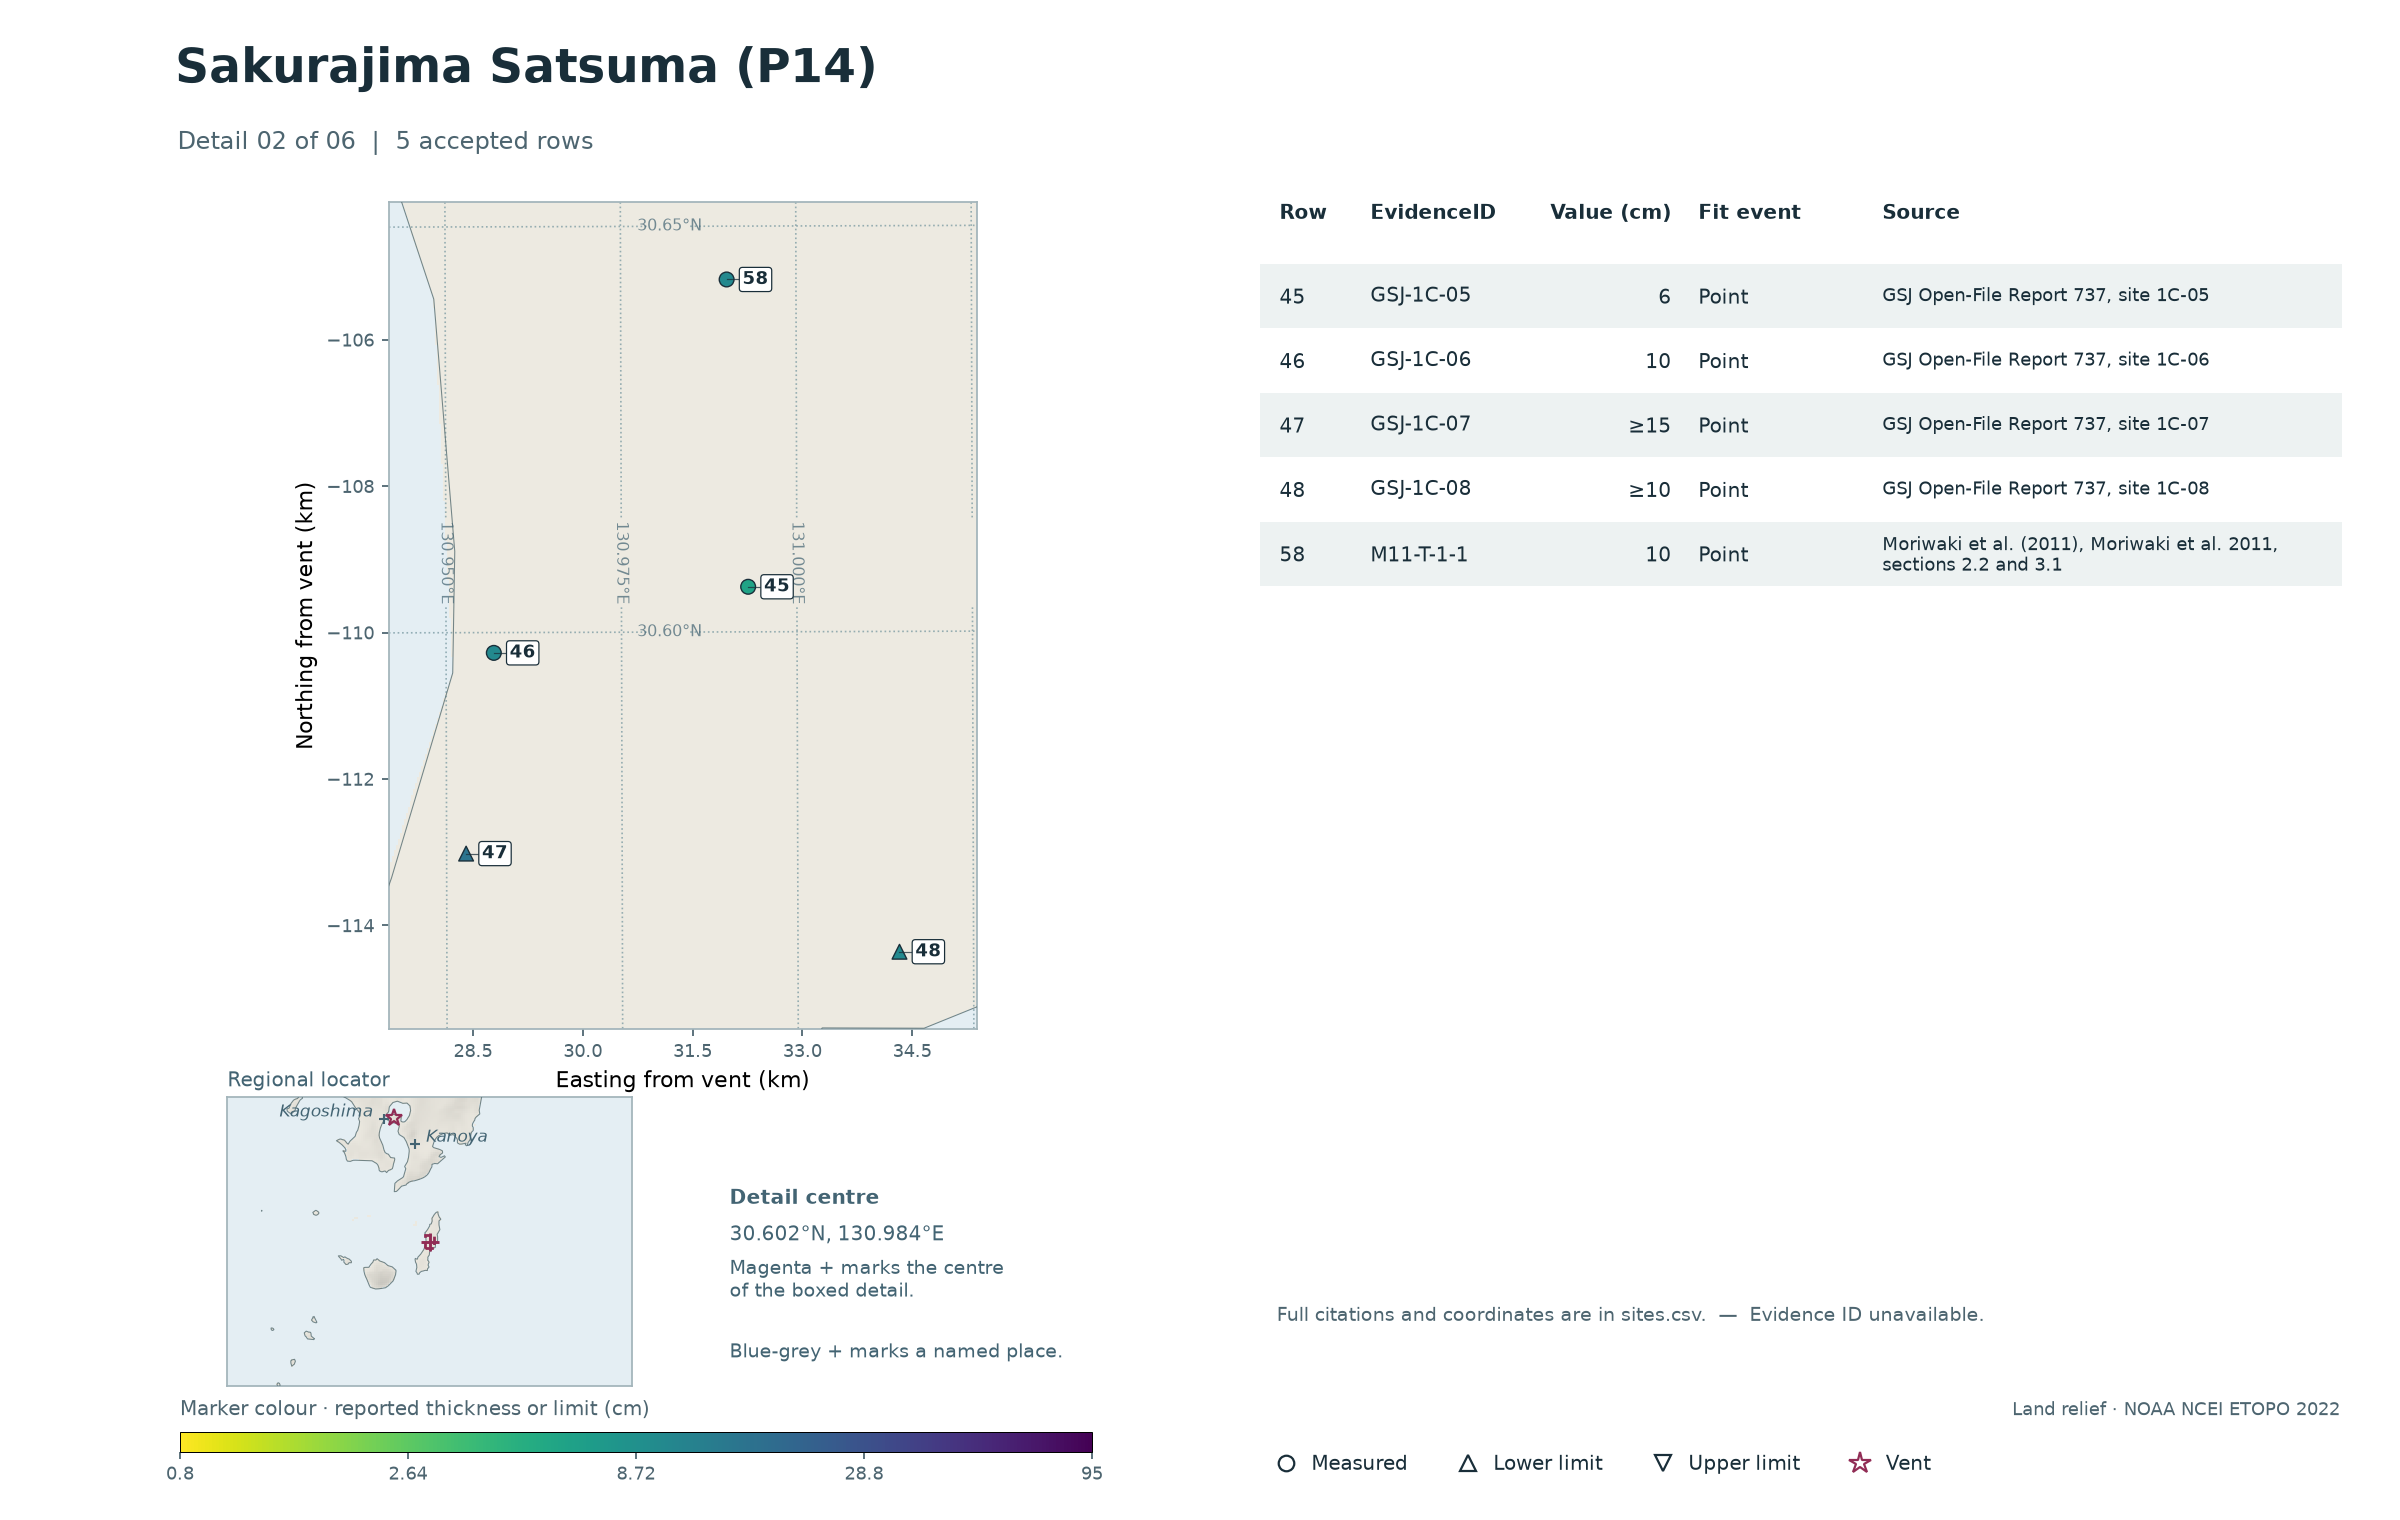 Sakurajima Satsuma (P14)
Detail 02 of 06 | 5 accepted rows
30.65°N
58
−106
−108
130.950°E
130.975°E
131.000°E
45
Northing from vent (km)
−110
30.60°N
46
−112
47
−114
48
28.5 30.0 31.5 33.0 34.5
Easting from vent (km)
Row EvidenceID Value (cm) Fit event Source
45 GSJ-1C-05 6 Point GSJ Open-File Report 737, site 1C-05
46 GSJ-1C-06 10 Point GSJ Open-File Report 737, site 1C-06
47 GSJ-1C-07 ≥15 Point GSJ Open-File Report 737, site 1C-07
48 GSJ-1C-08 ≥10 Point GSJ Open-File Report 737, site 1C-08
58 M11-T-1-1 10 Point Moriwaki et al. (2011), Moriwaki et al. 2011,
sections 2.2 and 3.1
Regional locator
Kagoshima
Kanoya
Detail centre
30.602°N, 130.984°E
Magenta + marks the centre
of the boxed detail.
Blue-grey + marks a named place.
Full citations and coordinates are in sites.csv. — Evidence ID unavailable.
Marker colour · reported thickness or limit (cm)
0.8 2.64 8.72 28.8 95
Land relief · NOAA NCEI ETOPO 2022
Measured Lower limit Upper limit Vent